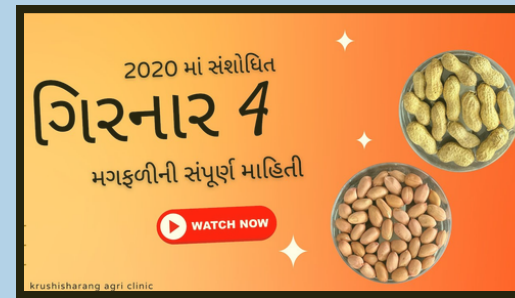 2020 માં સંશોધિત
ગિરનાર 4
મગફળીની સંપૂર્ણ માહિતી
WATCH NOW
krushisharang agri clinic